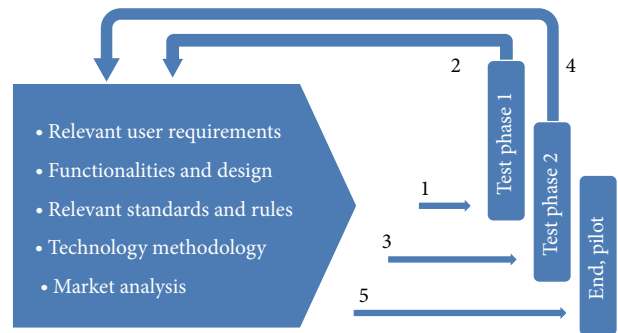 2
4
• Relevant user requirements
• Functionalities and design
• Relevant standards and rules
• Technology methodology
• Market analysis
1
3
5
Test phase 1
Test phase 2
End, pilot